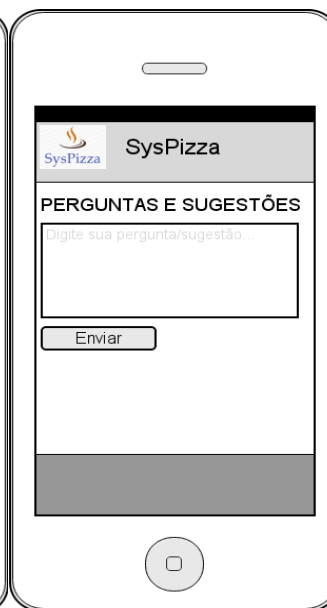 SysPizza
SysPizza
PERGUNTAS E SUGESTÕES
Digite sua pergunta/sugestão...
Enviar